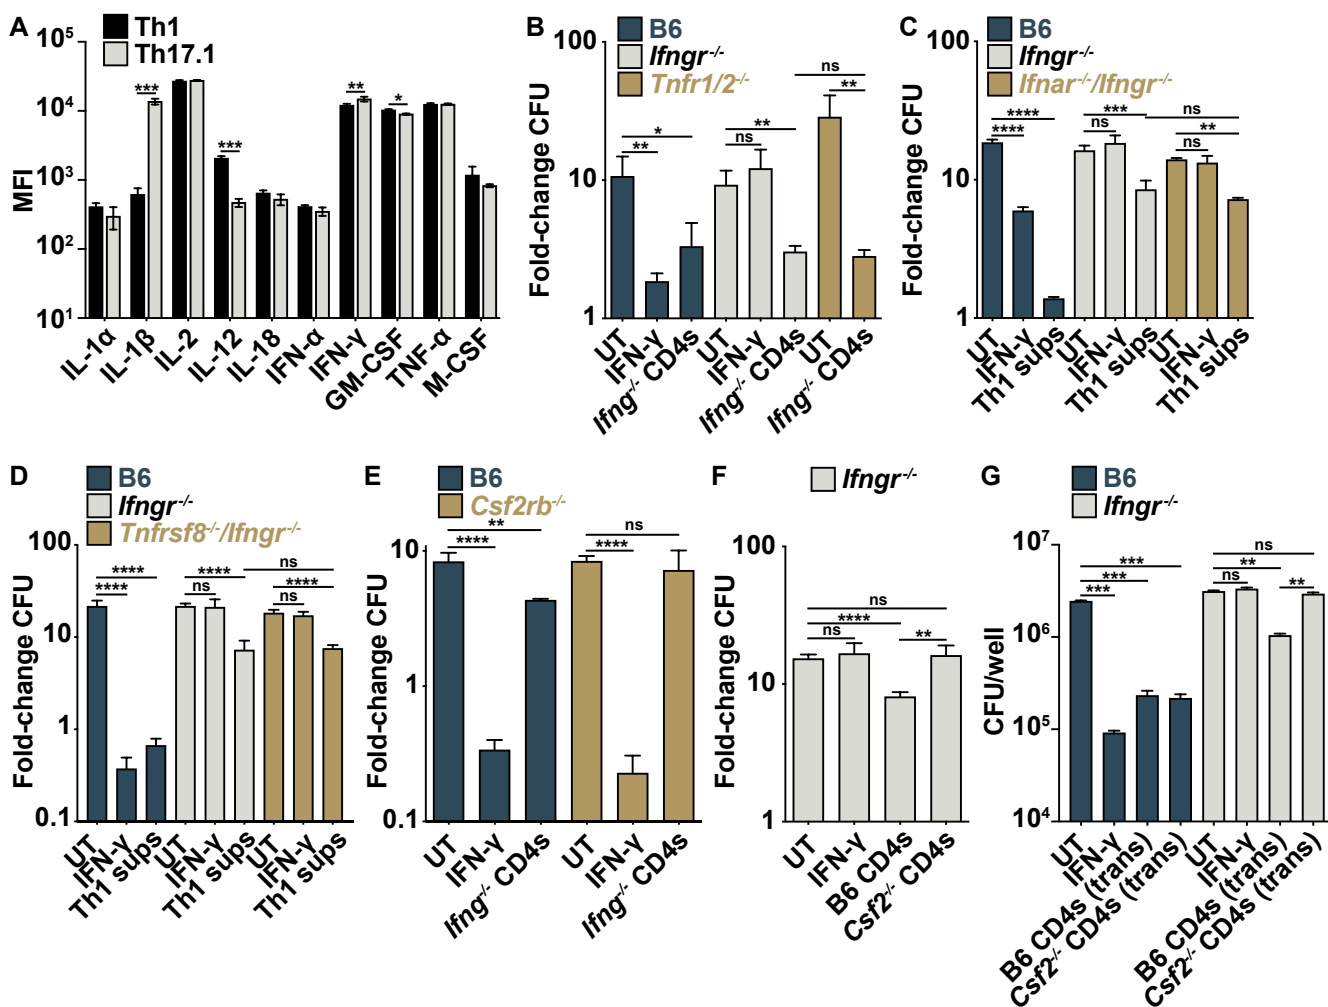 A
Th1
Th17.1
MFI
10⁵
10⁴
10³
10²
10¹
***
***
**
*
IL-1α
IL-1β
IL-2
IL-12
IL-18
IFN-α
IFN-γ
GM-CSF
TNF-α
M-CSF
B
B6
Ifngr-/-
Tnfr1/2-/-
Fold-change CFU
100
10
1
*
**
**
ns
ns
**
UT
IFN-γ
Ifng-/- CD4s
UT
IFN-γ
Ifng-/- CD4s
UT
Ifng-/- CD4s
C
B6
Ifngr-/-
Ifnar-/-/Ifngr-/-
Fold-change CFU
100
10
1
****
****
***
ns
ns
**
ns
UT
IFN-γ
Th1 sups
UT
IFN-γ
Th1 sups
UT
IFN-γ
Th1 sups
D
B6
Ifngr-/-
Tnfrsf8-/-/Ifngr-/-
Fold-change CFU
100
10
1
0.1
****
****
****
ns
ns
****
ns
UT
IFN-γ
Th1 sups
UT
IFN-γ
Th1 sups
UT
IFN-γ
Th1 sups
E
B6
Csf2rb-/-
Fold-change CFU
10
1
0.1
**
****
ns
****
UT
IFN-γ
Ifng-/- CD4s
UT
IFN-γ
Ifng-/- CD4s
F
Ifngr-/-
Fold-change CFU
100
10
1
ns
****
ns
**
UT
IFN-γ
B6 CD4s
Csf2-/- CD4s
G
B6
Ifngr-/-
CFU/well
10⁷
10⁶
10⁵
10⁴
***
***
***
ns
**
ns
**
UT
IFN-γ
B6 CD4s (trans)
Csf2-/- CD4s (trans)
UT
IFN-γ
B6 CD4s (trans)
Csf2-/- CD4s (trans)